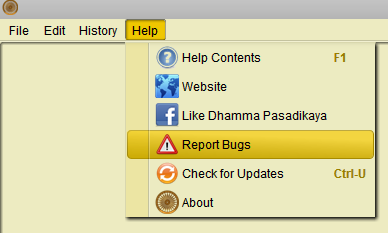 File Edit History Help
Help Contents F1
Website
Like Dhamma Pasadikaya
Report Bugs
Check for Updates Ctrl-U
About